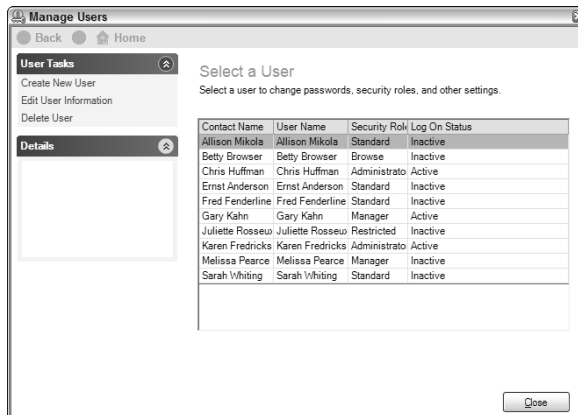 Manage Users
Back Home
User Tasks
Create New User
Edit User Information
Delete User
Details
Select a User
Select a user to change passwords, security roles, and other settings.
Contact Name User Name Security Role Log On Status
Allison Mikola Allison Mikola Standard Inactive
Betty Browser Betty Browser Browse Inactive
Chris Huffman Chris Huffman Administrato Active
Ernst Anderson Ernst Anderson Standard Inactive
Fred Fenderline Fred Fenderline Standard Inactive
Gary Kahn Gary Kahn Manager Active
Juliette Rosseux Juliette Rosseux Restricted Inactive
Karen Fredricks Karen Fredricks Administrato Active
Melissa Pearce Melissa Pearce Manager Inactive
Sarah Whiting Sarah Whiting Standard Inactive
Close